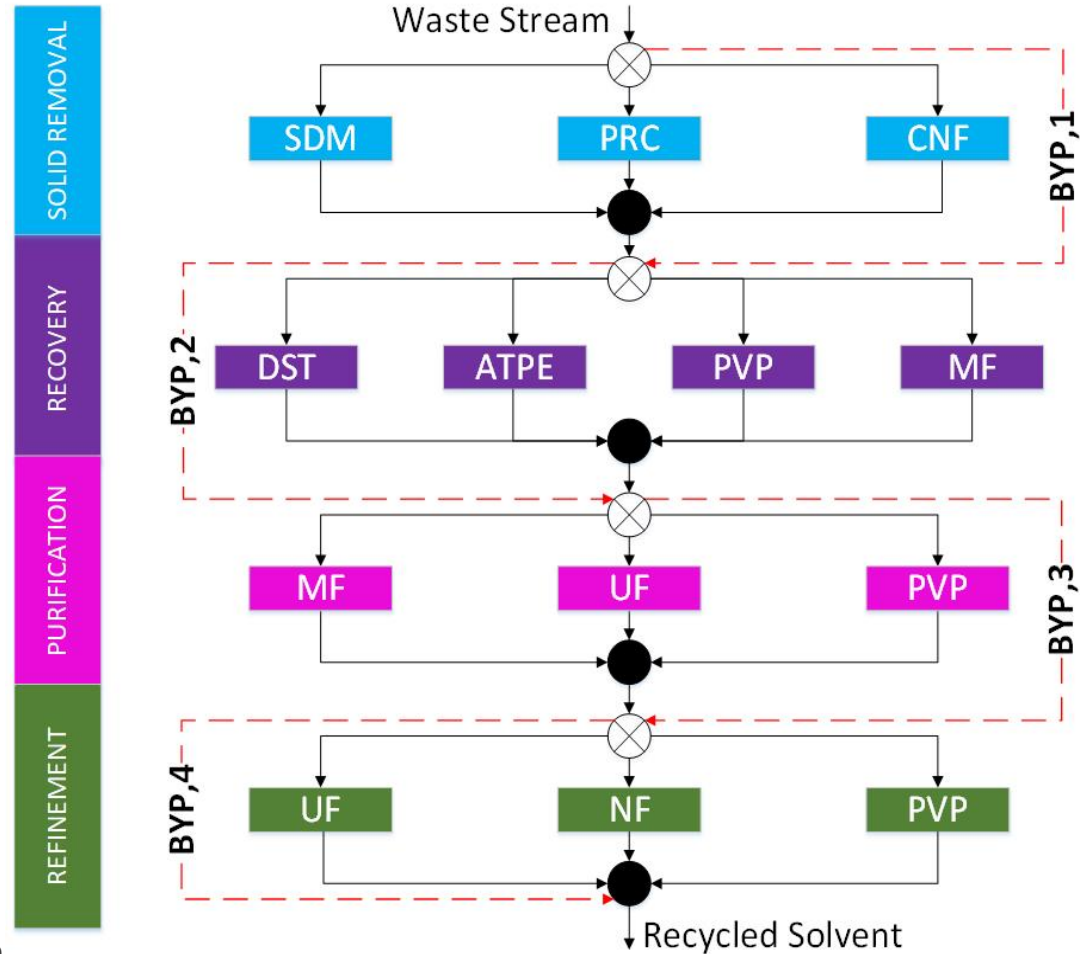 Waste Stream
SOLID REMOVAL
SDM
PRC
CNF
BYP,1
RECOVERY
BYP,2
DST
ATPE
PVP
MF
PURIFICATION
MF
UF
PVP
BYP,3
REFINEMENT
BYP,4
UF
NF
PVP
Recycled Solvent